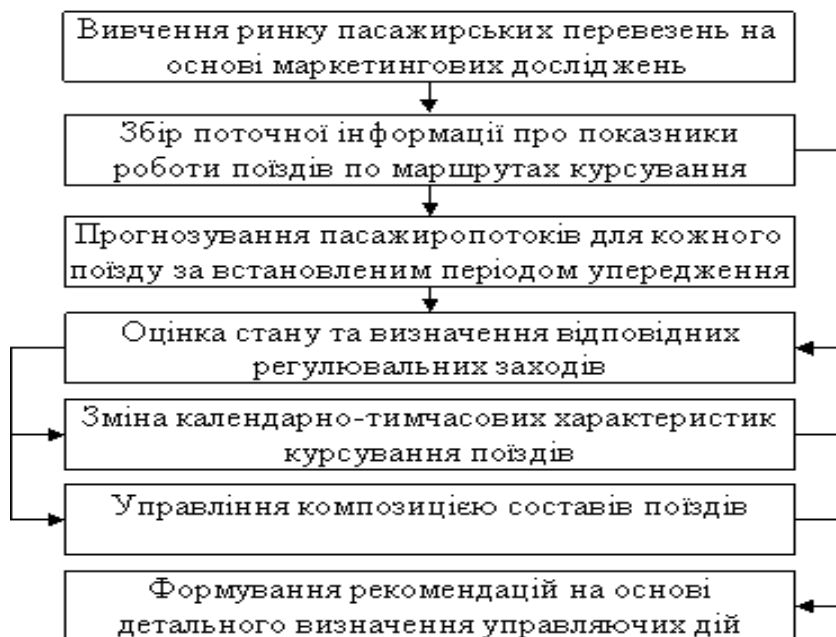 Вивчення ринку пасажирських перевезень на
основі маркетингових досліджень
Збір поточної інформації про показники
роботи поїздів по маршрутах курсування
Прогнозування пасажиропотоків для кожного
поїзду за встановленим періодом упередження
Оцінка стану та визначення відповідних
регулювальних заходів
Зміна календарно-тимчасових характеристик
курсування поїздів
Управління композицією составів поїздів
Формування рекомендацій на основі
детального визначення управляючих дій